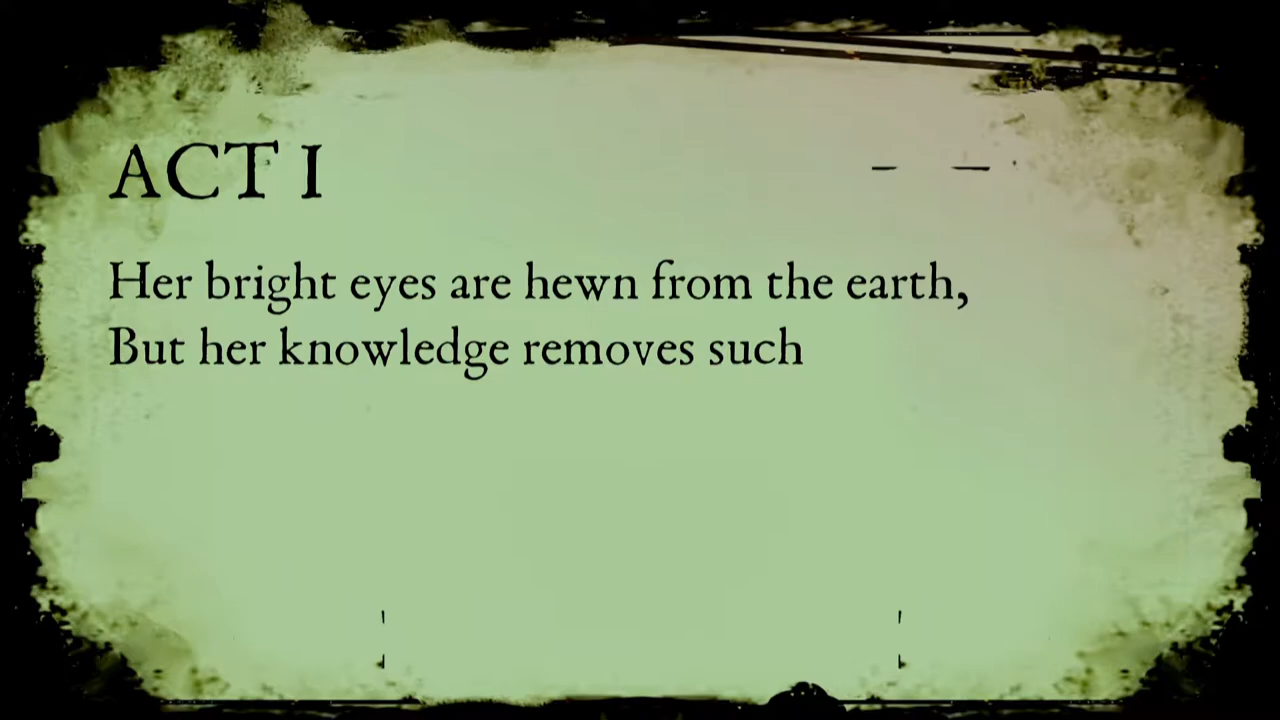 ACT I
Her bright eyes are hewn from the earth,
But her knowledge removes such